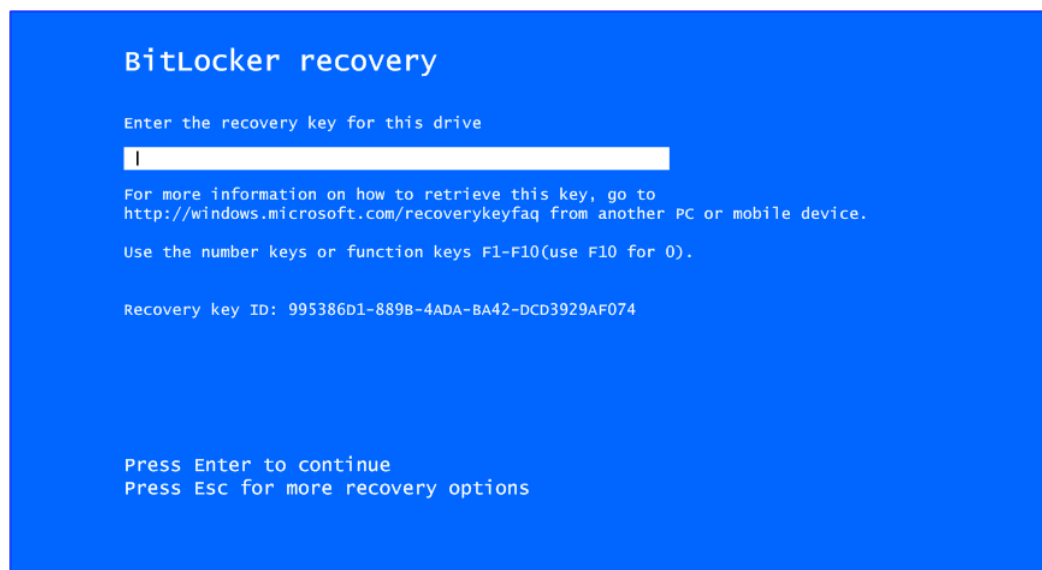 BitLocker recovery
Enter the recovery key for this drive
For more information on how to retrieve this key, go to
http://windows.microsoft.com/recoverykeyfaq from another PC or mobile device.
Use the number keys or function keys F1-F10(use F10 for 0).
Recovery key ID: 995386D1-889B-4ADA-BA42-DCD3929AF074
Press Enter to continue
Press Esc for more recovery options